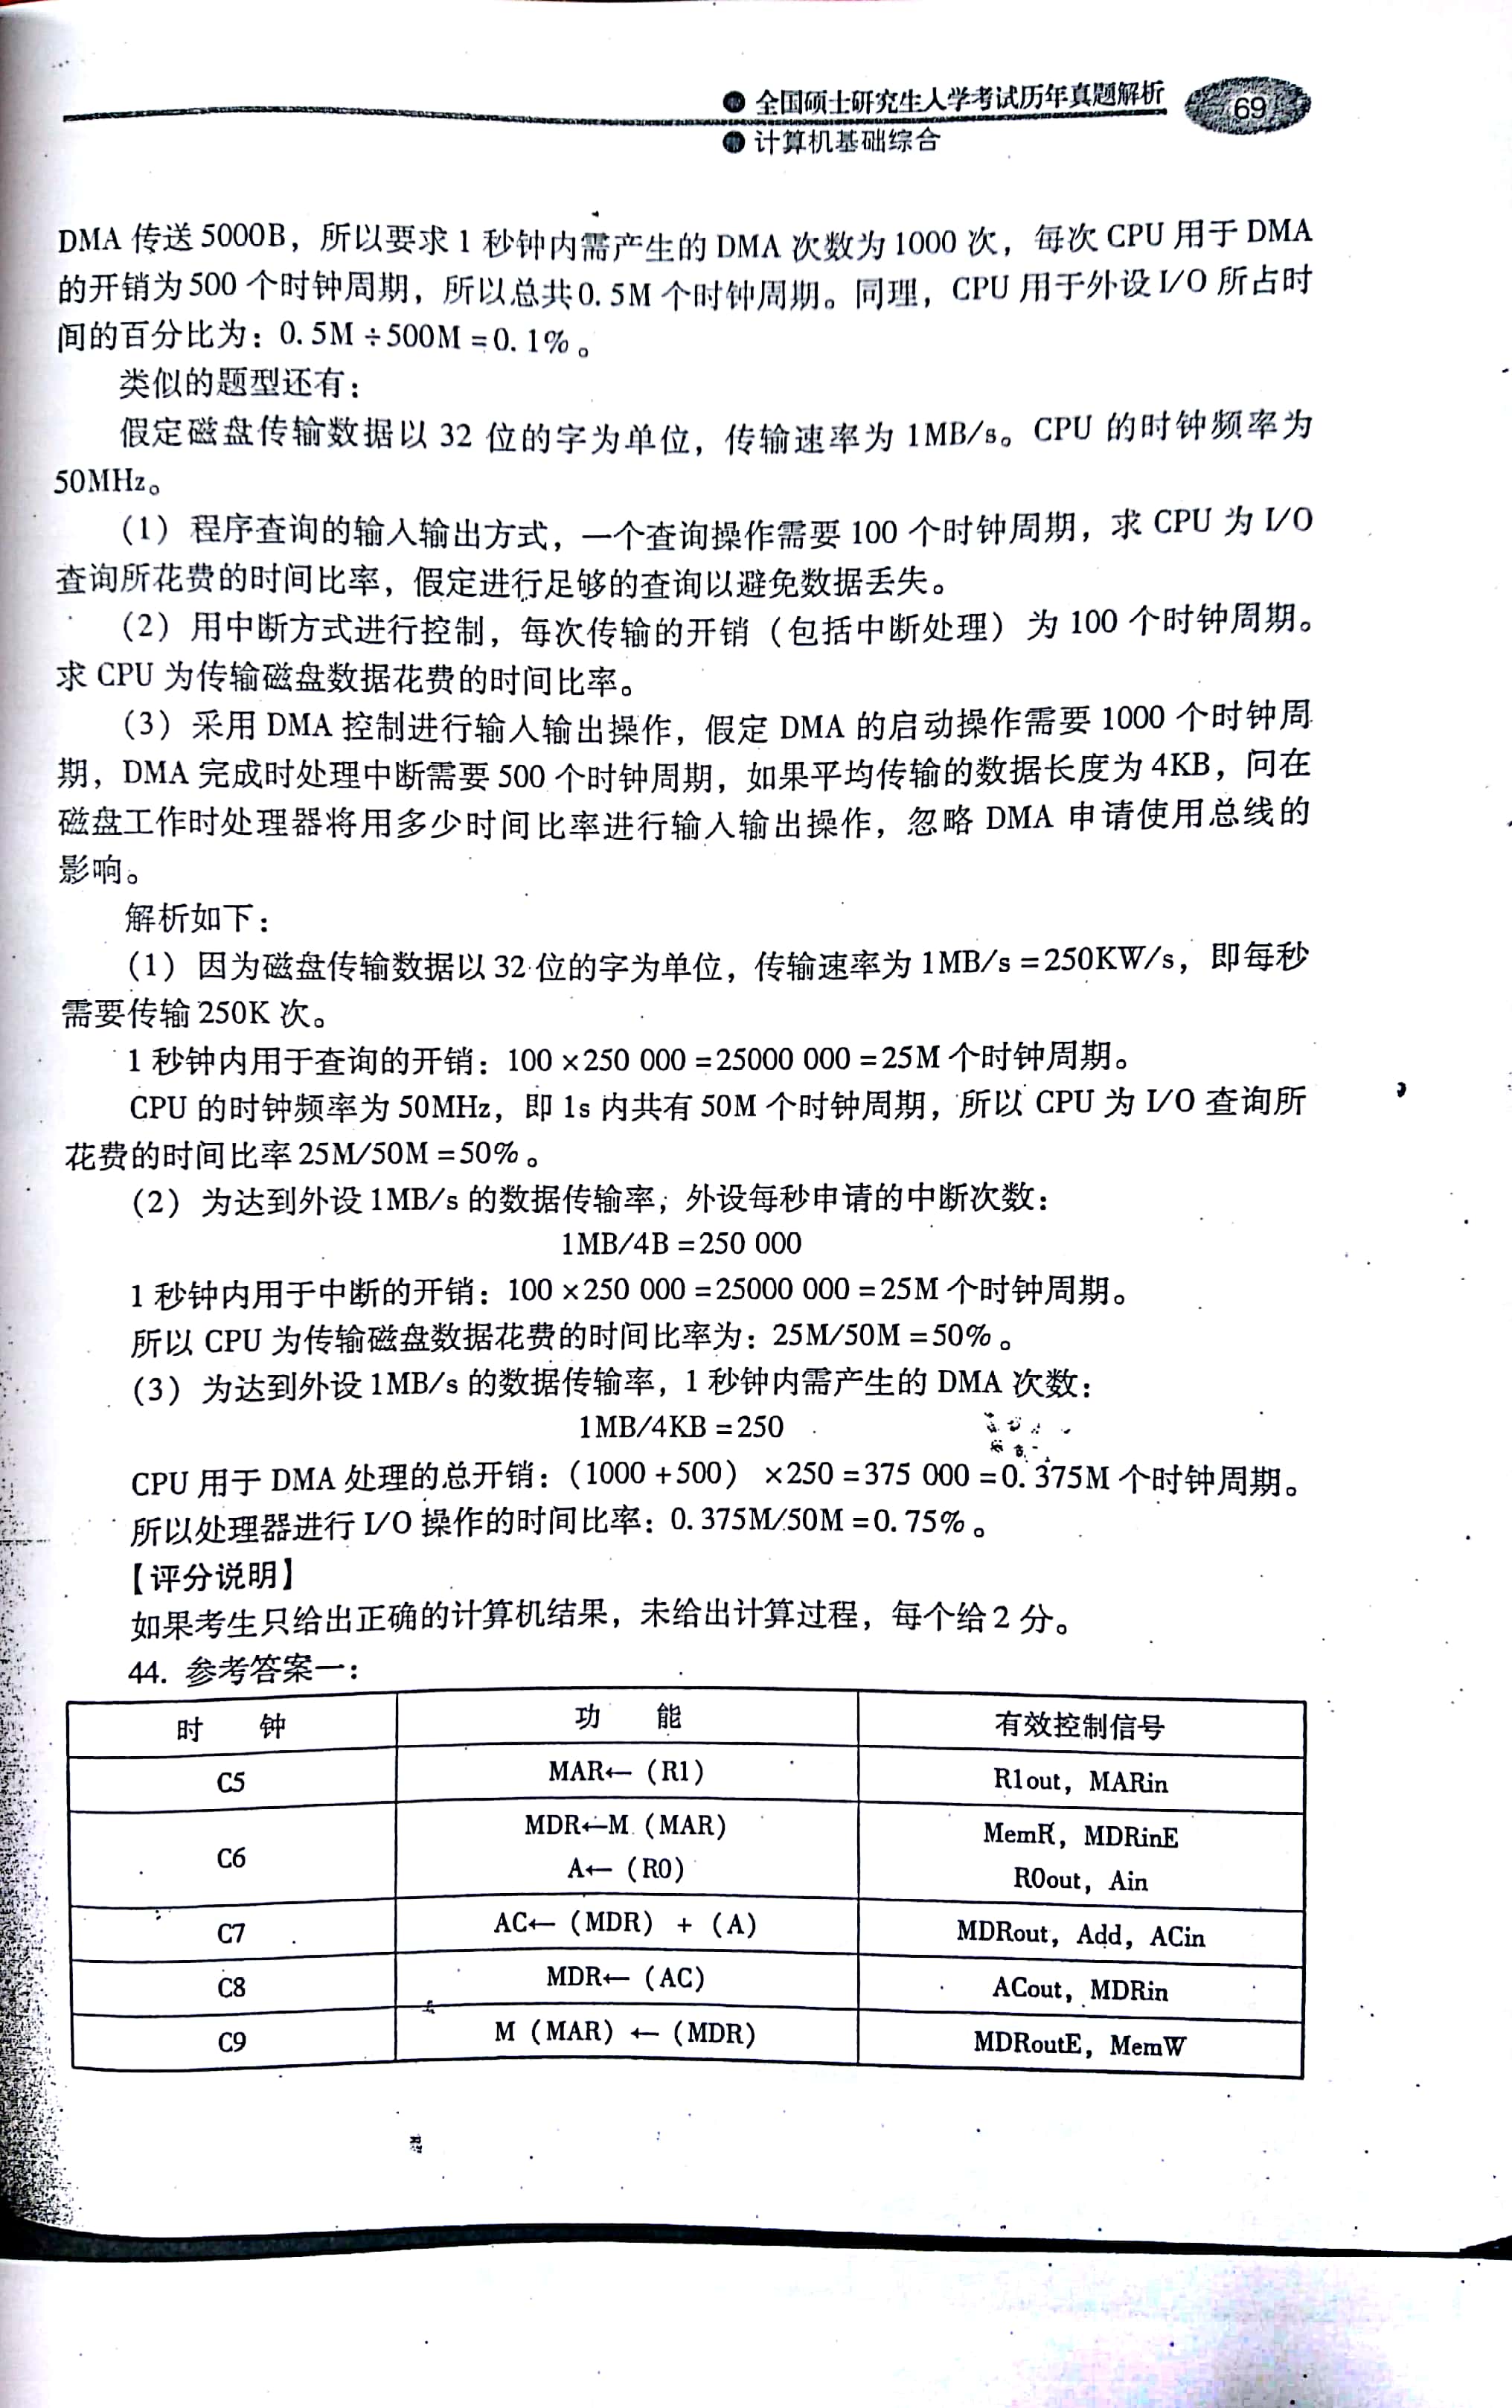 全国硕士研究生入学考试历年真题解析 69
计算机基础综合
DMA 传送 5000B，所以要求 1 秒钟内需产生的 DMA 次数为 1000 次，每次 CPU 用于 DMA
的开销为 500 个时钟周期，所以总共 0.5M 个时钟周期。同理，CPU 用于外设 I/O 所占时
间的百分比为：0.5M ÷ 500M = 0.1%。
类似的题型还有：
假定磁盘传输数据以 32 位的字为单位，传输速率为 1MB/s。CPU 的时钟频率为
50MHz。
（1）程序查询的输入输出方式，一个查询操作需要 100 个时钟周期，求 CPU 为 I/O
查询所花费的时间比率，假定进行足够的查询以避免数据丢失。
（2）用中断方式进行控制，每次传输的开销（包括中断处理）为 100 个时钟周期。
求 CPU 为传输磁盘数据花费的时间比率。
（3）采用 DMA 控制进行输入输出操作，假定 DMA 的启动操作需要 1000 个时钟周
期，DMA 完成时处理中断需要 500 个时钟周期，如果平均传输的数据长度为 4KB，问在
磁盘工作时处理器将用多少时间比率进行输入输出操作，忽略 DMA 申请使用总线的
影响。
解析如下：
（1）因为磁盘传输数据以 32 位的字为单位，传输速率为 1MB/s = 250KW/s，即每秒
需要传输 250K 次。
1 秒钟内用于查询的开销：100 × 250 000 = 25000 000 = 25M 个时钟周期。
CPU 的时钟频率为 50MHz，即 1s 内共有 50M 个时钟周期，所以 CPU 为 I/O 查询所
花费的时间比率 25M/50M = 50%。
（2）为达到外设 1MB/s 的数据传输率，外设每秒申请的中断次数：
1MB/4B = 250 000
1 秒钟内用于中断的开销：100 × 250 000 = 25000 000 = 25M 个时钟周期。
所以 CPU 为传输磁盘数据花费的时间比率为：25M/50M = 50%。
（3）为达到外设 1MB/s 的数据传输率，1 秒钟内需产生的 DMA 次数：
1MB/4KB = 250
CPU 用于 DMA 处理的总开销：（1000 + 500）× 250 = 375 000 = 0.375M 个时钟周期。
所以处理器进行 I/O 操作的时间比率：0.375M/50M = 0.75%。
【评分说明】
如果考生只给出正确的计算机结果，未给出计算过程，每个给 2 分。
44. 参考答案一：
时 钟 功 能 有效控制信号
C5 MAR←（R1） R1out，MARin
C6 MDR←M（MAR） MemR，MDRinE
A←（R0） R0out，Ain
C7 AC←（MDR）+（A） MDRout，Add，ACin
C8 MDR←（AC） ACout，MDRin
C9 M（MAR）←（MDR） MDRoutE，MemW